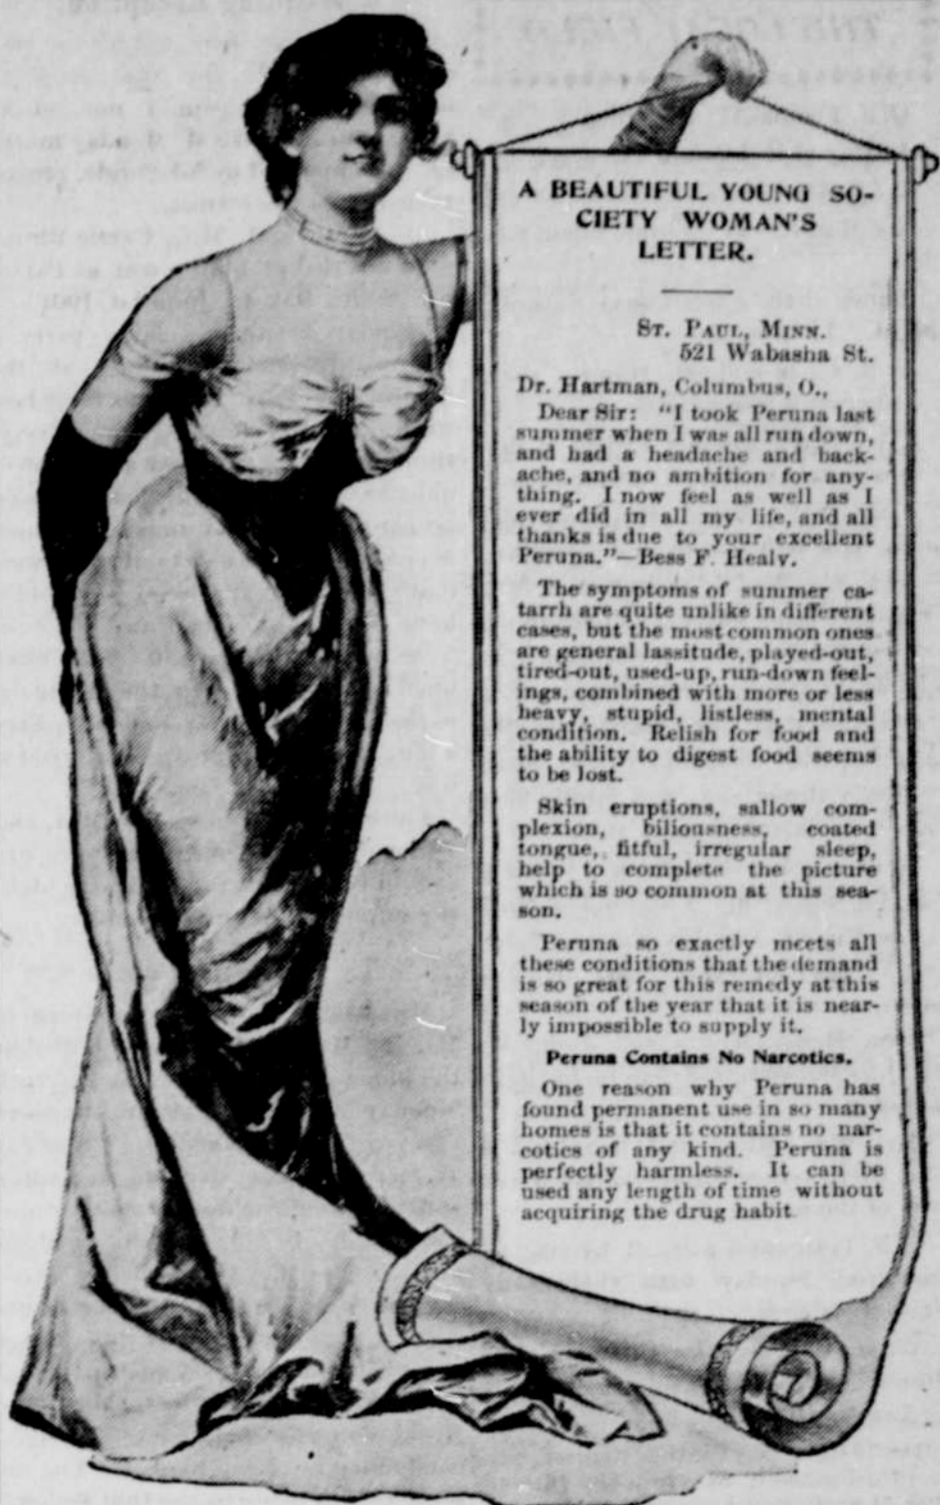 A BEAUTIFUL YOUNG SO-
CIETY WOMAN'S
LETTER.
ST. PAUL, MINN.
521 Wabasha St.
Dr. Hartman, Columbus, O.,
Dear Sir: "I took Peruna last
summer when I was all run down,
and had a headache and back-
ache, and no ambition for any-
thing. I now feel as well as I
ever did in all my life, and all
thanks is due to your excellent
Peruna."—Bess F. Healy.
The symptoms of summer ca-
tarrh are quite unlike in different
cases, but the most common ones
are general lassitude, played-out,
tired-out, used-up, run-down feel-
ings, combined with more or less
heavy, stupid, listless, mental
condition. Relish for food and
the ability to digest food seems
to be lost.
Skin eruptions, sallow com-
plexion, biliousness, coated
tongue, fitful, irregular sleep,
help to complete the picture
which is so common at this sea-
son.
Peruna so exactly meets all
these conditions that the demand
is so great for this remedy at this
season of the year that it is near-
ly impossible to supply it.
Peruna Contains No Narcotics.
One reason why Peruna has
found permanent use in so many
homes is that it contains no nar-
cotics of any kind. Peruna is
perfectly harmless. It can be
used any length of time without
acquiring the drug habit